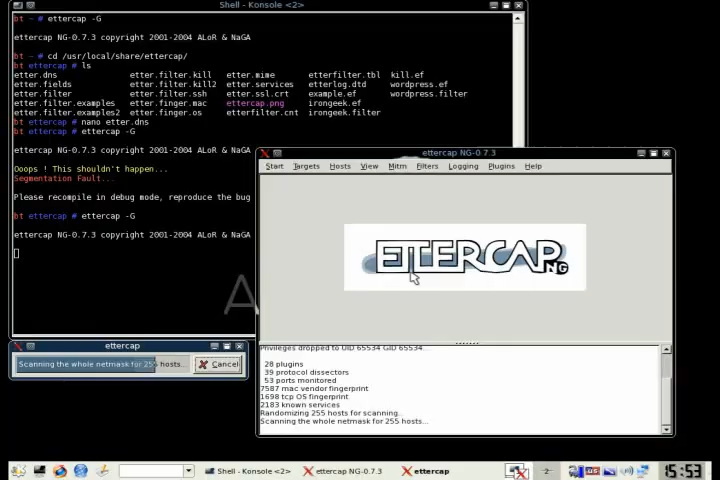 Shell - Konsole <2>
bt ~ # ettercap -G
ettercap NG-0.7.3 copyright 2001-2004 ALoR & NaGA
bt ~ # cd /usr/local/share/ettercap/
bt ettercap # ls
etter.dns etter.filter.kill etter.mime etterfilter.tbl kill.ef
etter.fields etter.filter.kill2 etter.services etterlog.dtd wordpress.ef
etter.filter etter.filter.ssh etter.ssl.crt example.ef wordpress.filter
etter.filter.examples etter.finger.mac ettercap.png irongeek.ef
etter.filter.examples2 etter.finger.os etterfilter.cnt irongeek.filter
bt ettercap # nano etter.dns
bt ettercap # ettercap -G
ettercap NG-0.7.3 copyright 2001-2004 ALoR & NaGA
Ooops ! This shouldn't happen...
Segmentation Fault...
Please recompile in debug mode, reproduce the bug
bt ettercap # ettercap -G
ettercap NG-0.7.3 copyright 2001-2004 ALoR & NaGA
ettercap NG-0.7.3
Start Targets Hosts View Mitm Filters Logging Plugins Help
ETTERCAP NG
Privileges dropped to UID 65534 GID 65534...
28 plugins
39 protocol dissectors
53 ports monitored
7587 mac vendor fingerprint
1698 tcp OS fingerprint
2183 known services
Randomizing 255 hosts for scanning...
Scanning the whole netmask for 255 hosts...
ettercap
Scanning the whole netmask for 255 hosts...
Cancel
Shell - Konsole <2> ettercap NG-0.7.3 ettercap 2 US 15:53